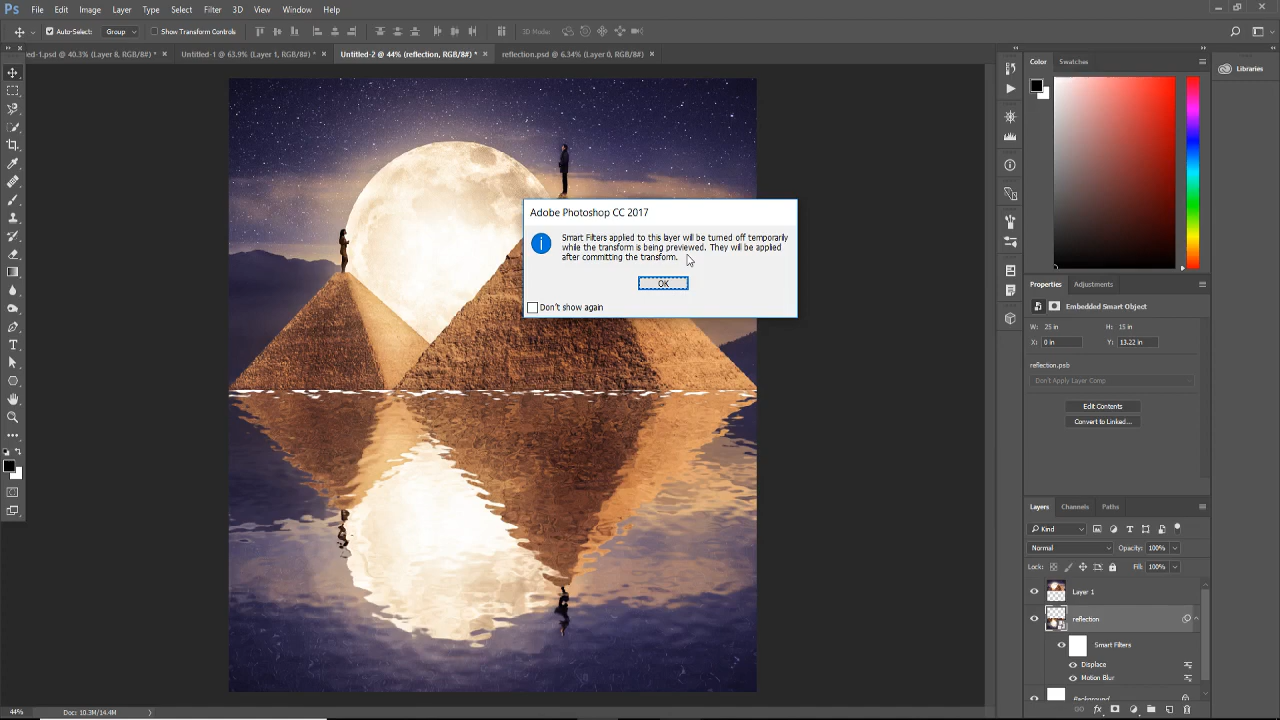 Ps File Edit Image Layer Type Select Filter 3D View Window Help
Auto-Select: Group Show Transform Controls 3D Mode:
ed-1.psd @ 40.3% (Layer 8, RGB/8#) * × Untitled-1 @ 63.9% (Layer 1, RGB/8#) * × Untitled-2 @ 44% (reflection, RGB/8#) * × reflection.psd @ 6.34% (Layer 0, RGB/8#) ×
Color Swatches
Libraries
Adobe Photoshop CC 2017
Smart Filters applied to this layer will be turned off temporarily
while the transform is being previewed. They will be applied
after committing the transform.
OK
Don't show again
Properties Adjustments
Embedded Smart Object
W: 25 in H: 15 in
X: 0 in Y: 13.22 in
reflection.psb
Don't Apply Layer Comp
Edit Contents
Convert to Linked...
Layers Channels Paths
Kind
Normal Opacity: 100%
Lock: Fill: 100%
Layer 1
reflection
Smart Filters
Displace
Motion Blur
Background
44% Doc: 10.3M/14.4M